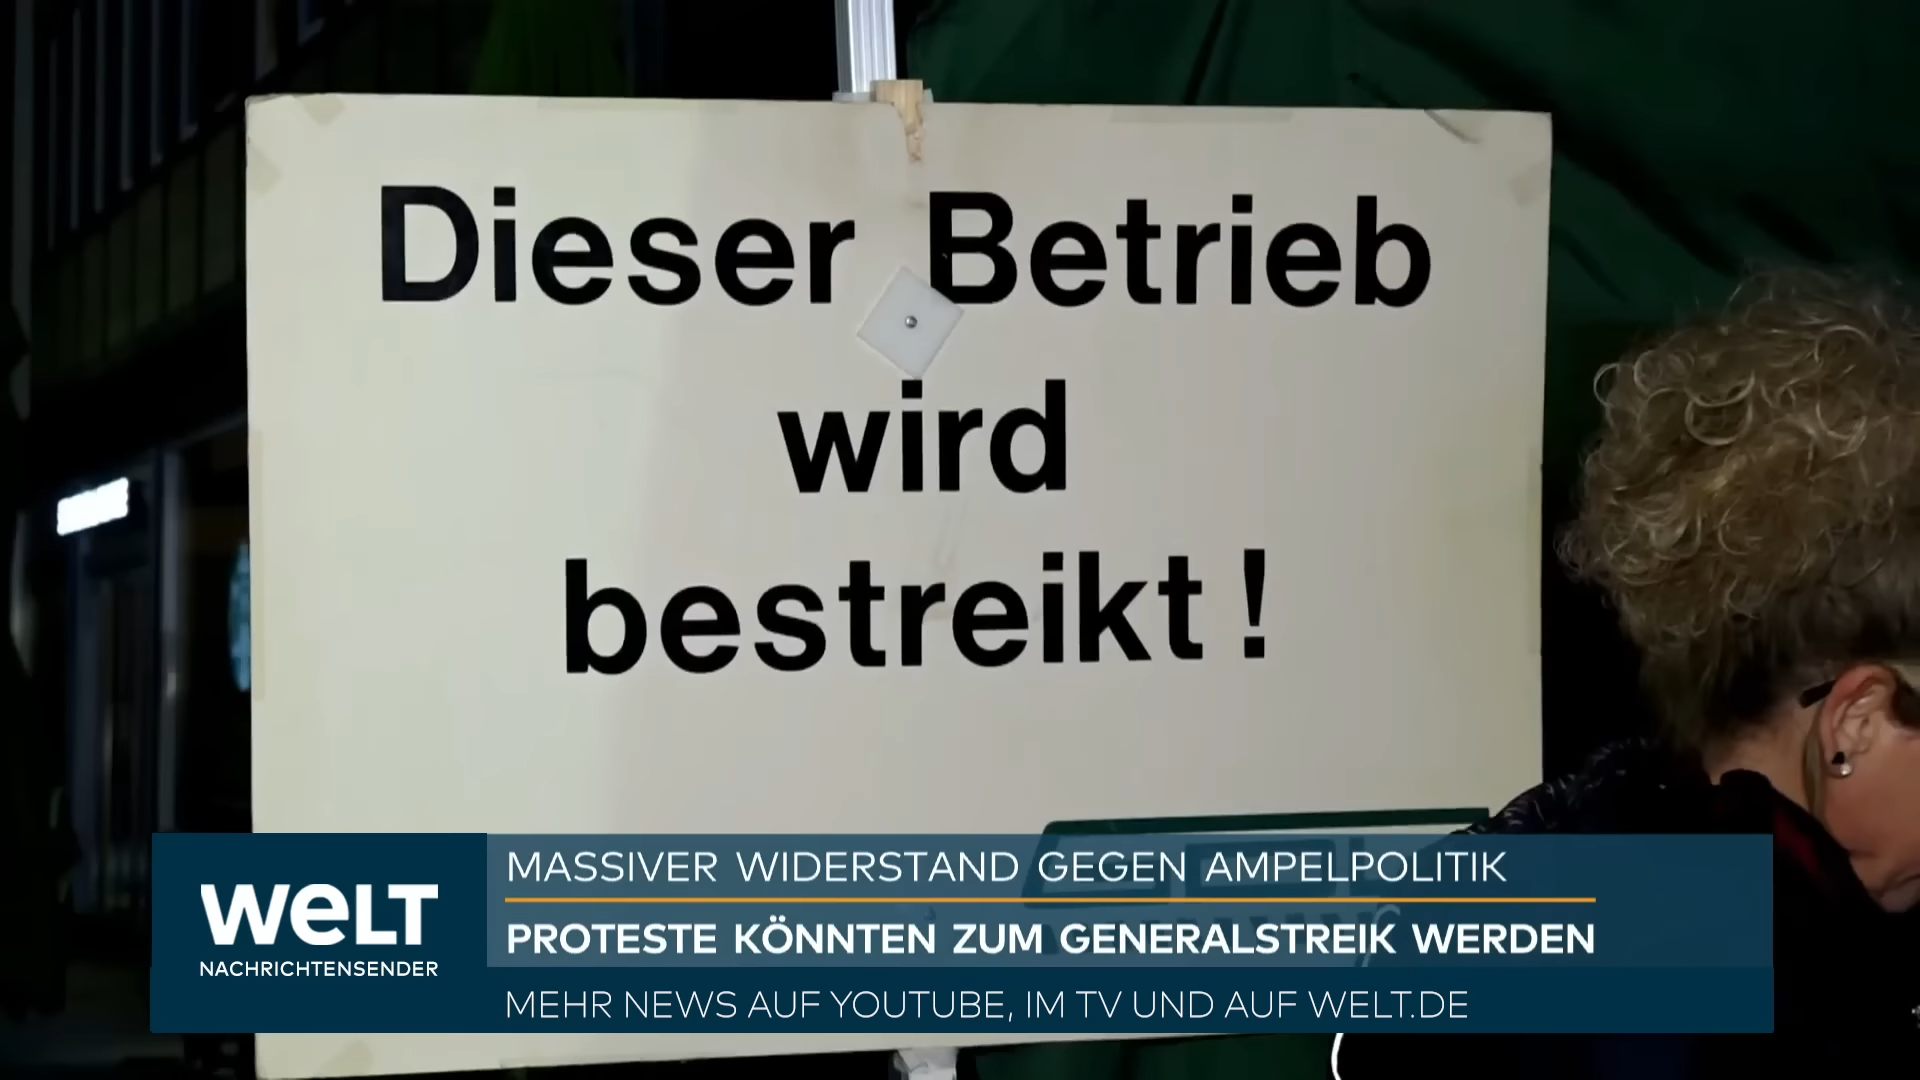 Dieser Betrieb
wird
bestreikt!
MASSIVER WIDERSTAND GEGEN AMPELPOLITIK
welt
NACHRICHTENSENDER
PROTESTE KÖNNTEN ZUM GENERALSTREIK WERDEN
MEHR NEWS AUF YOUTUBE, IM TV UND AUF WELT.DE